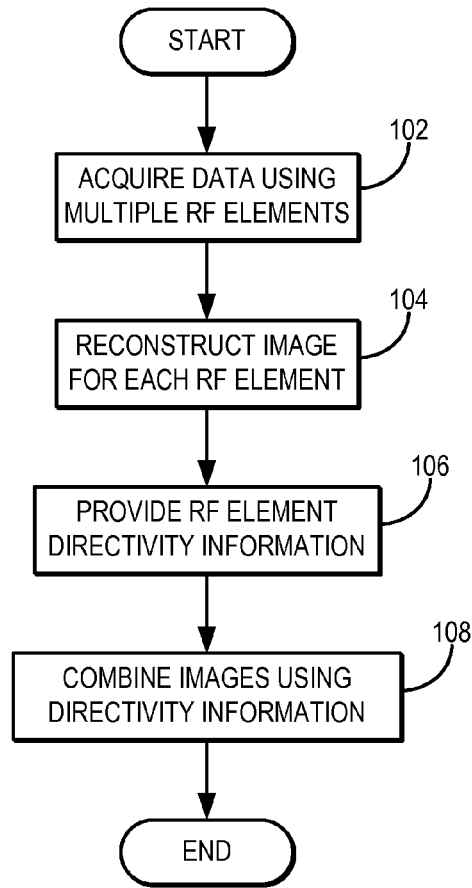 START
102
ACQUIRE DATA USING
MULTIPLE RF ELEMENTS
104
RECONSTRUCT IMAGE
FOR EACH RF ELEMENT
106
PROVIDE RF ELEMENT
DIRECTIVITY INFORMATION
108
COMBINE IMAGES USING
DIRECTIVITY INFORMATION
END